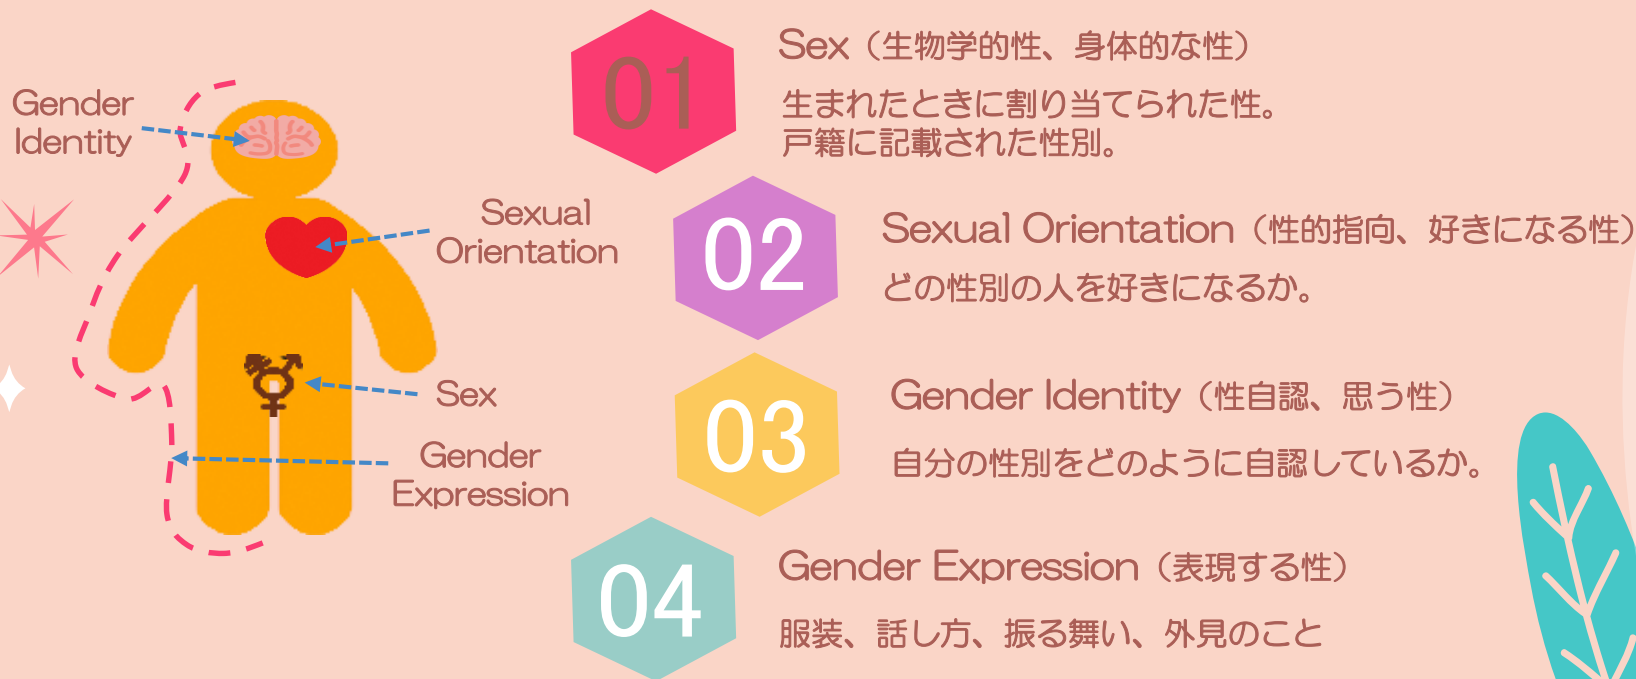 Gender
Identity
Sexual
Orientation
Sex
Gender
Expression
01
Sex（生物学的性、身体的な性）
生まれたときに割り当てられた性。
戸籍に記載された性別。
02
Sexual Orientation（性的指向、好きになる性）
どの性別の人を好きになるか。
03
Gender Identity（性自認、思う性）
自分の性別をどのように自認しているか。
04
Gender Expression（表現する性）
服装、話し方、振る舞い、外見のこと